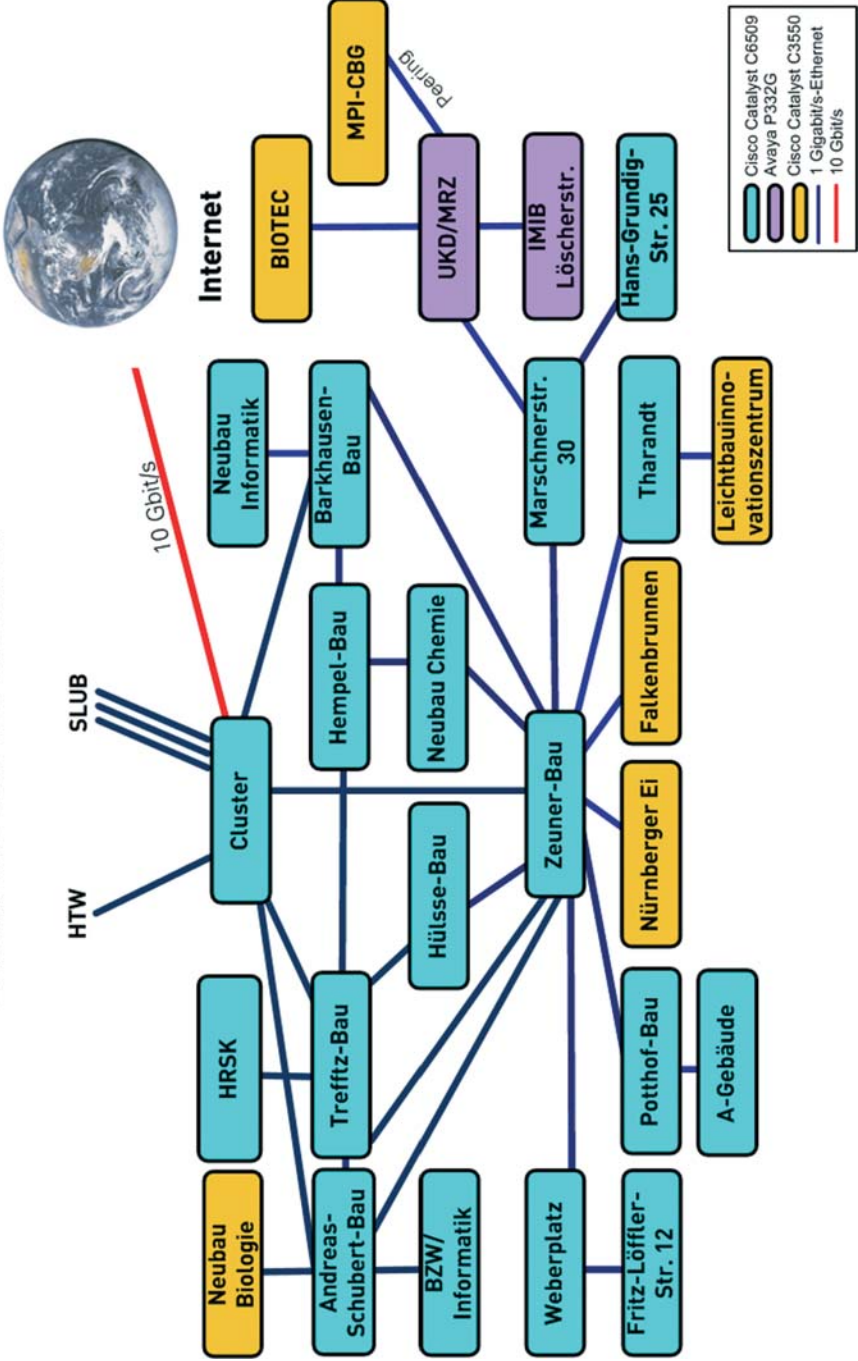 HTW
SLUB
10 Gbit/s
Internet
Neubau
Biologie
HRSK
Cluster
Neubau
Informatik
BIOTEC
MPI-CBG
Peering
Andreas-
Schubert-Bau
Trefftz-Bau
Hempel-Bau
Barkhausen-
Bau
BZW/
Informatik
Hülsse-Bau
Neubau Chemie
UKD/MRZ
Weberplatz
Zeuner-Bau
Marschnerstr.
30
IMIB
Löscherstr.
Fritz-Löffler-
Str. 12
Potthof-Bau
Nürnberger Ei
Falkenbrunnen
Tharandt
Hans-Grundig-
Str. 25
A-Gebäude
Leichtbauinno-
vationszentrum
Cisco Catalyst C6509
Avaya P332G
Cisco Catalyst C3550
1 Gigabit/s-Ethernet
10 Gbit/s